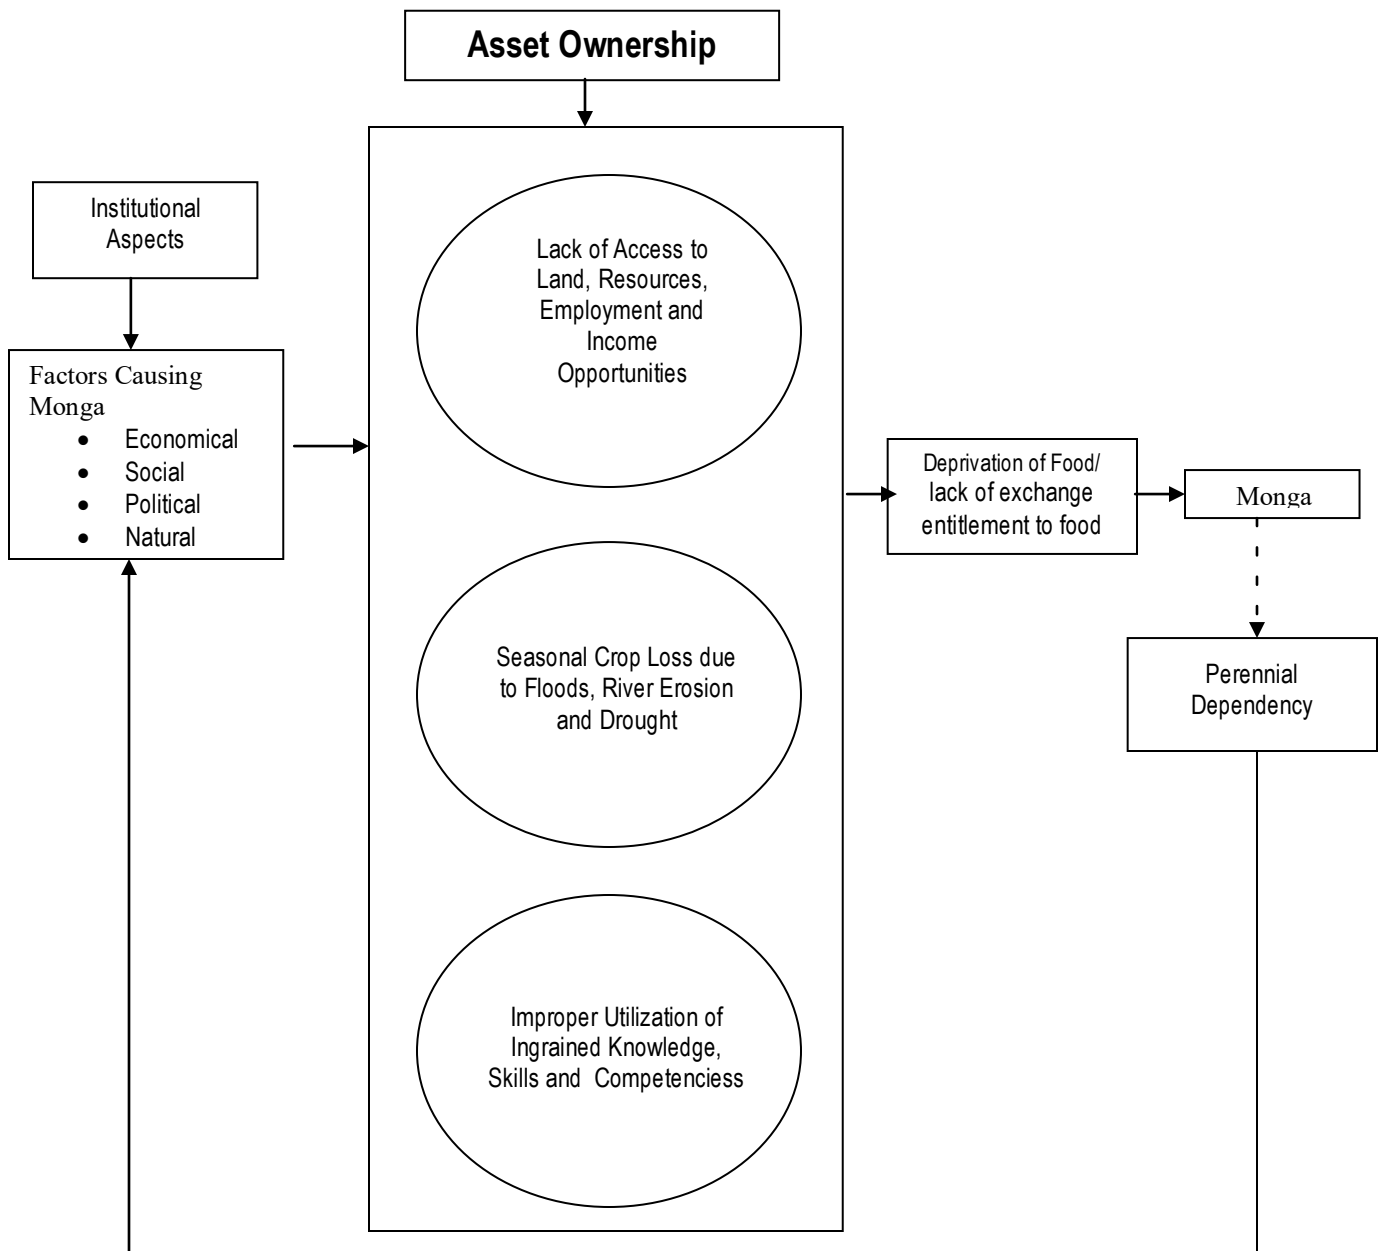 Asset Ownership
Institutional
Aspects
Factors Causing
Monga
• Economical
• Social
• Political
• Natural
Lack of Access to
Land, Resources,
Employment and
Income
Opportunities
Seasonal Crop Loss due
to Floods, River Erosion
and Drought
Improper Utilization of
Ingrained Knowledge,
Skills and Competenciess
Deprivation of Food/
lack of exchange
entitlement to food
Monga
Perennial
Dependency